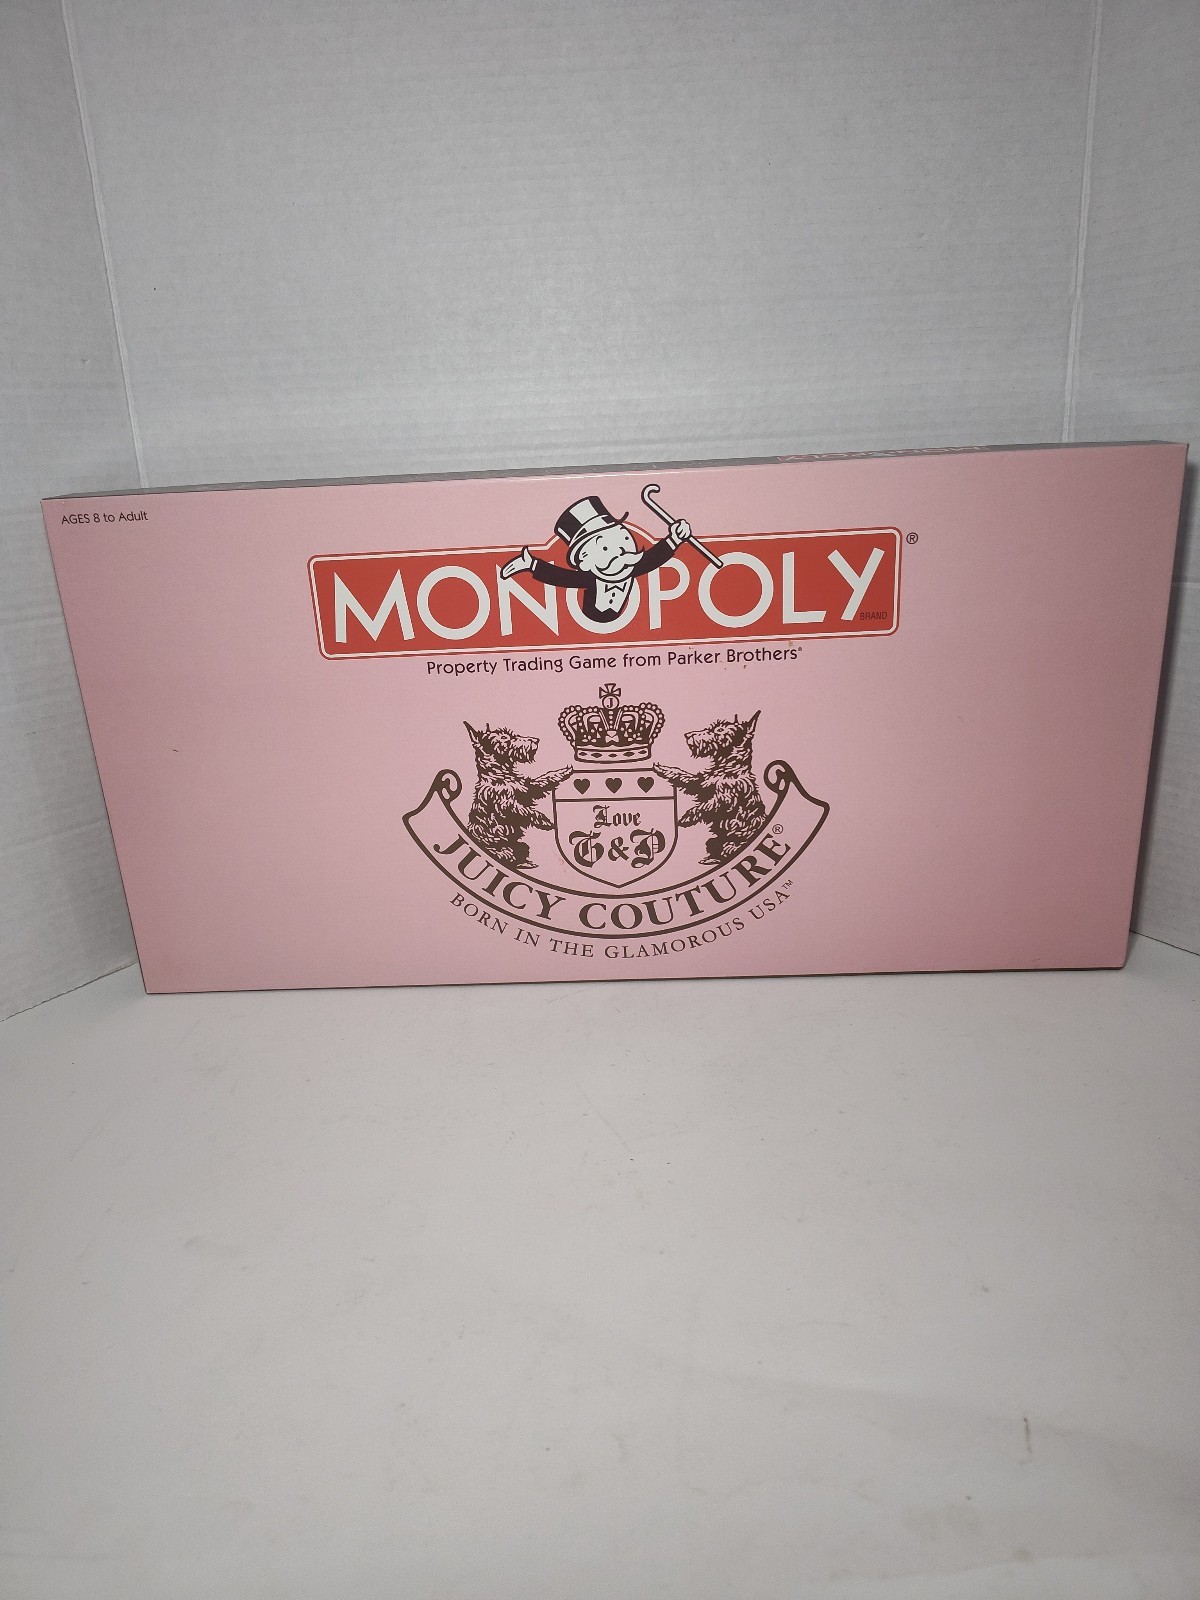 AGES 8 to Adult
MONOPOLY®
BRAND
Property Trading Game from Parker Brothers®
J
Love
G&P
JUICY COUTURE®
BORN IN THE GLAMOROUS USA™